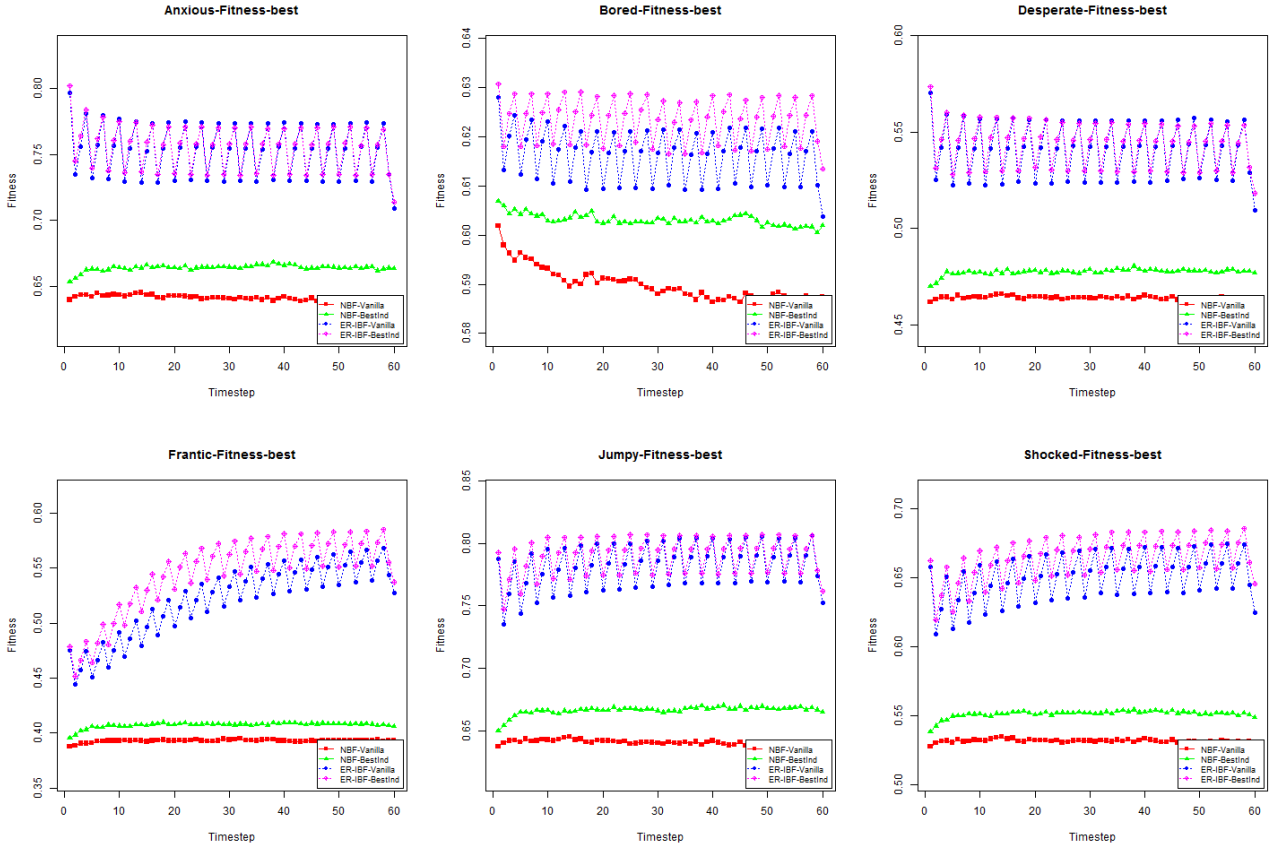 Anxious-Fitness-best
Fitness
0.80
0.75
0.70
0.65
0 10 20 30 40 50 60
Timestep
NBF-Vanilla
NBF-BestInd
ER-IBF-Vanilla
ER-IBF-BestInd
Bored-Fitness-best
Fitness
0.64
0.63
0.62
0.61
0.60
0.59
0.58
0 10 20 30 40 50 60
Timestep
NBF-Vanilla
NBF-BestInd
ER-IBF-Vanilla
ER-IBF-BestInd
Desperate-Fitness-best
Fitness
0.60
0.55
0.50
0.45
0 10 20 30 40 50 60
Timestep
NBF-Vanilla
NBF-BestInd
ER-IBF-Vanilla
ER-IBF-BestInd
Frantic-Fitness-best
Fitness
0.60
0.55
0.50
0.45
0.40
0.35
0 10 20 30 40 50 60
Timestep
NBF-Vanilla
NBF-BestInd
ER-IBF-Vanilla
ER-IBF-BestInd
Jumpy-Fitness-best
Fitness
0.85
0.80
0.75
0.70
0.65
0 10 20 30 40 50 60
Timestep
NBF-Vanilla
NBF-BestInd
ER-IBF-Vanilla
ER-IBF-BestInd
Shocked-Fitness-best
Fitness
0.70
0.65
0.60
0.55
0.50
0 10 20 30 40 50 60
Timestep
NBF-Vanilla
NBF-BestInd
ER-IBF-Vanilla
ER-IBF-BestInd